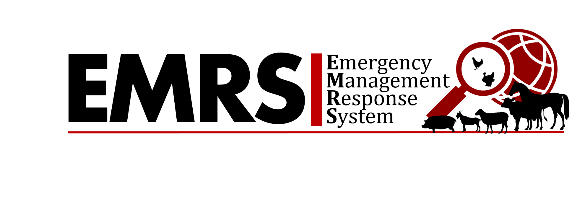 EMRS
Emergency
Management
Response
System